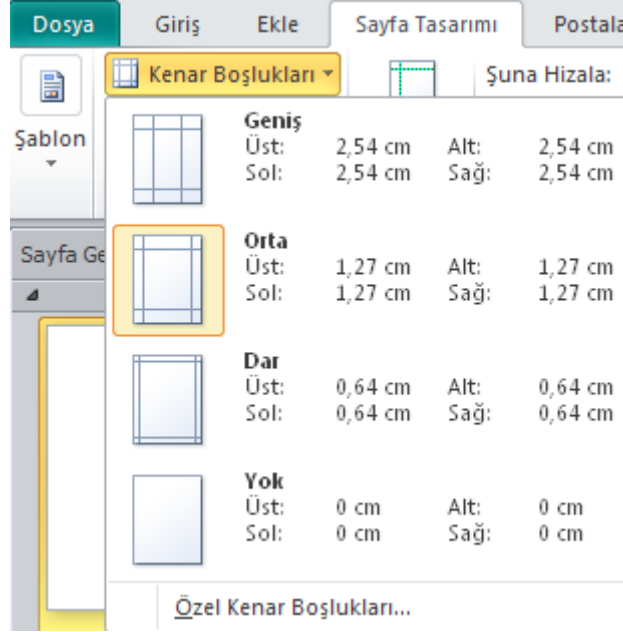 Dosya Giriş Ekle Sayfa Tasarımı
Kenar Boşlukları Şuna Hizala:
Şablon
Geniş
Üst: 2,54 cm Alt: 2,54 cm
Sol: 2,54 cm Sağ: 2,54 cm
Sayfa
Orta
Üst: 1,27 cm Alt: 1,27 cm
Sol: 1,27 cm Sağ: 1,27 cm
Dar
Üst: 0,64 cm Alt: 0,64 cm
Sol: 0,64 cm Sağ: 0,64 cm
Yok
Üst: 0 cm Alt: 0 cm
Sol: 0 cm Sağ: 0 cm
Özel Kenar Boşlukları...